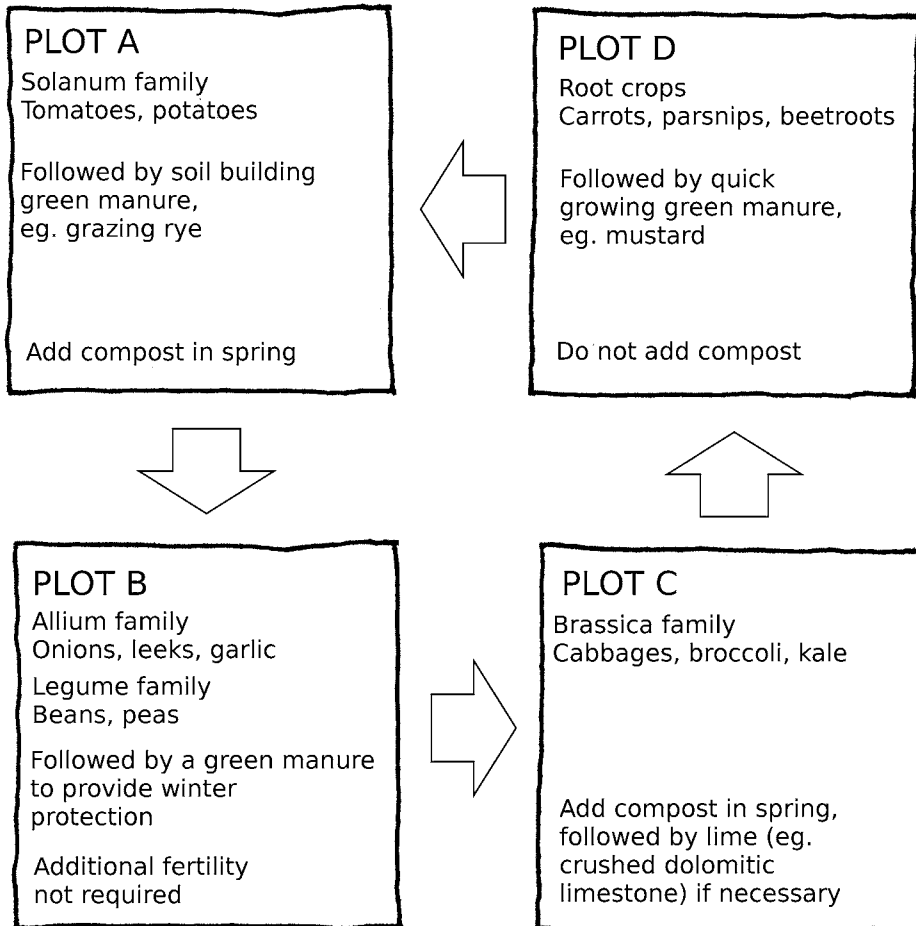 PLOT A
Solanum family
Tomatoes, potatoes
Followed by soil building
green manure,
eg. grazing rye
Add compost in spring
PLOT D
Root crops
Carrots, parsnips, beetroots
Followed by quick
growing green manure,
eg. mustard
Do not add compost
PLOT B
Allium family
Onions, leeks, garlic
Legume family
Beans, peas
Followed by a green manure
to provide winter
protection
Additional fertility
not required
PLOT C
Brassica family
Cabbages, broccoli, kale
Add compost in spring,
followed by lime (eg.
crushed dolomitic
limestone) if necessary